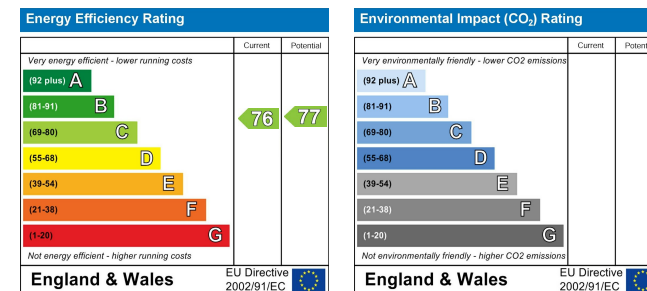 Energy Efficiency Rating
Current Potential
Very energy efficient - lower running costs
(92 plus) A
(81-91) B
(69-80) C
(55-68) D
(39-54) E
(21-38) F
(1-20) G
76 77
Not energy efficient - higher running costs
England & Wales
EU Directive
2002/91/EC
Environmental Impact (CO₂) Rating
Current Potent
Very environmentally friendly - lower CO2 emissions
(92 plus) A
(81-91) B
(69-80) C
(55-68) D
(39-54) E
(21-38) F
(1-20) G
Not environmentally friendly - higher CO2 emissions
England & Wales
EU Directive
2002/91/EC